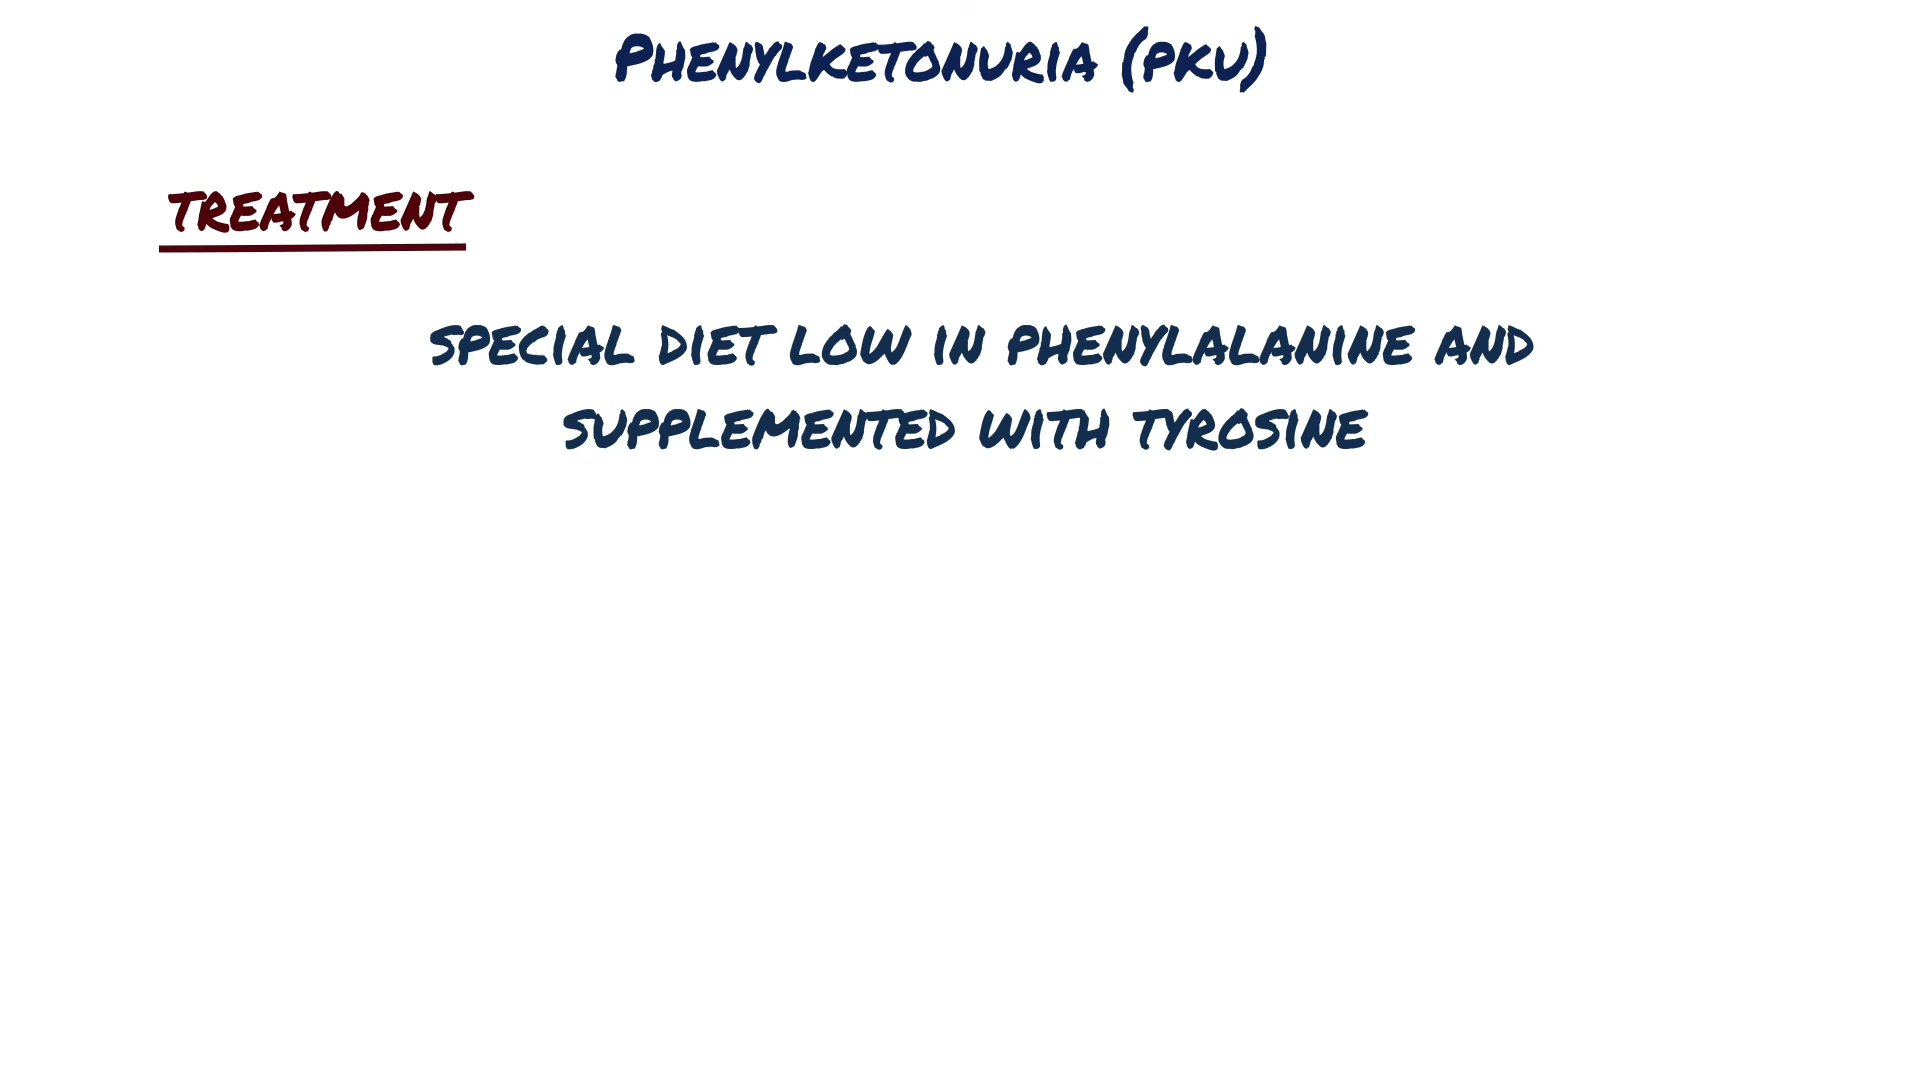 Phenylketonuria (PKU)
TREATMENT
SPECIAL DIET LOW IN PHENYLALANINE AND
SUPPLEMENTED WITH TYROSINE